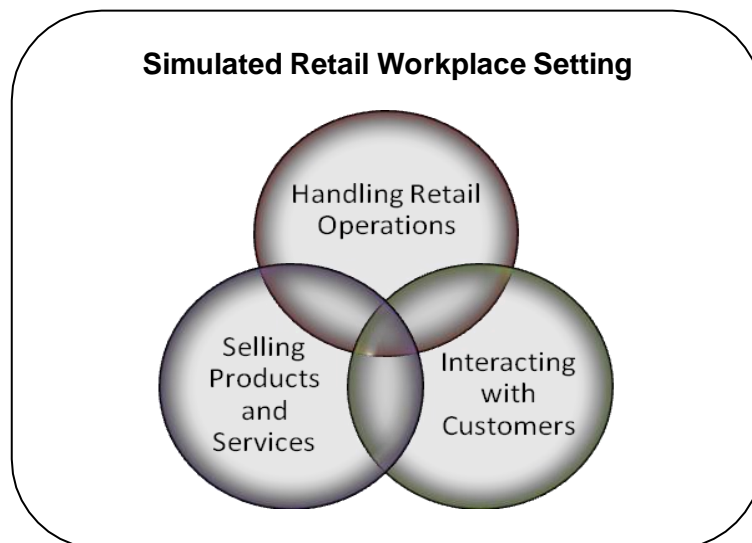 Simulated Retail Workplace Setting
Handling Retail
Operations
Selling
Products
and
Services
Interacting
with
Customers